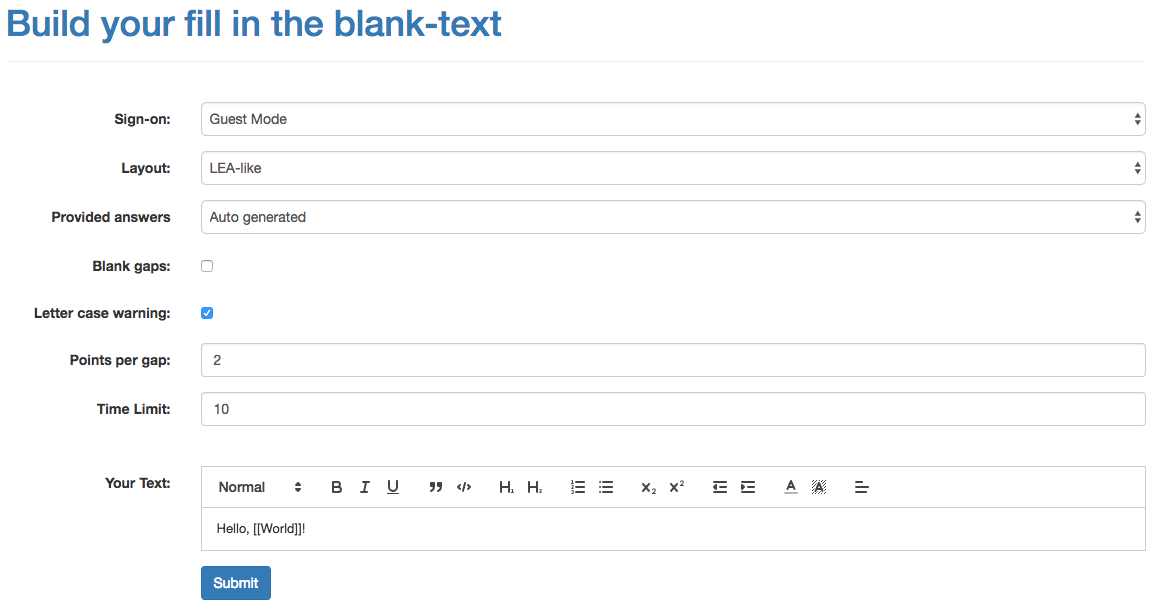 Build your fill in the blank-text
Sign-on: Guest Mode
Layout: LEA-like
Provided answers Auto generated
Blank gaps:
Letter case warning:
Points per gap: 2
Time Limit: 10
Your Text: Normal B I U ❞ </> H₁ H₂ X₂ X² A A
Hello, [[World]]!
Submit